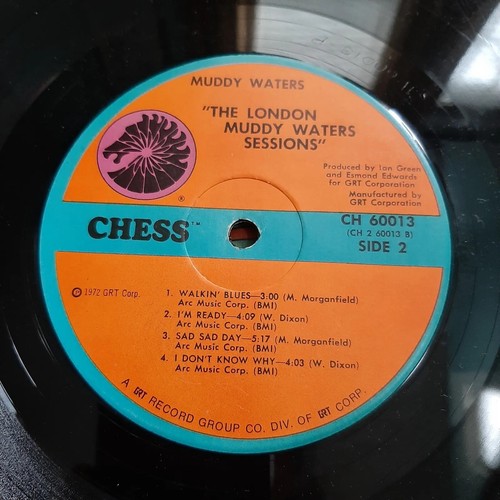 MUDDY WATERS
"THE LONDON
MUDDY WATERS
SESSIONS"
Produced by Ian Green
and Esmond Edwards
for GRT Corporation
Manufactured by
GRT Corporation
®
CHESS™
CH 60013
(CH 2 60013 B)
SIDE 2
℗ 1972 GRT Corp.
1. WALKIN' BLUES—3:00 (M. Morganfield)
Arc Music Corp. (BMI)
2. I'M READY—4:09 (W. Dixon)
Arc Music Corp. (BMI)
3. SAD SAD DAY—5:17 (M. Morganfield)
Arc Music Corp. (BMI)
4. I DON'T KNOW WHY—4:03 (W. Dixon)
Arc Music Corp. (BMI)
A GRT RECORD GROUP CO. DIV. OF GRT CORP.